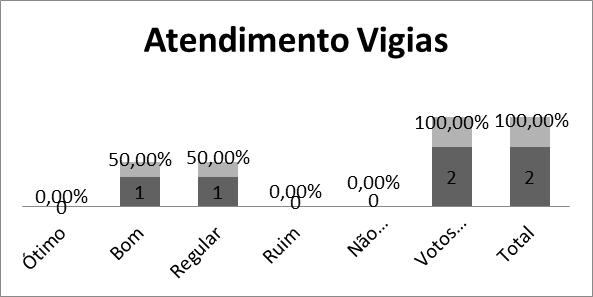 Atendimento Vigias
0,00% 50,00% 50,00% 0,00% 0,00% 100,00% 100,00%
0 1 1 0 0 2 2
Ótimo Bom Regular Ruim Não... Votos... Total